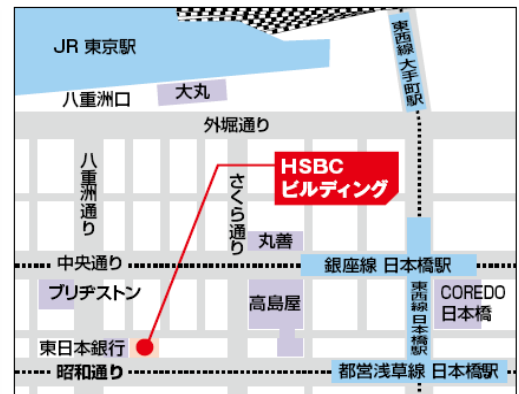 JR 東京駅
東西線 大手町駅
八重洲口
大丸
外堀通り
八重洲通り
さくら通り
HSBC
ビルディング
丸善
中央通り
銀座線 日本橋駅
ブリヂストン
高島屋
東西線 日本橋駅
COREDO
日本橋
東日本銀行
昭和通り
都営浅草線 日本橋駅